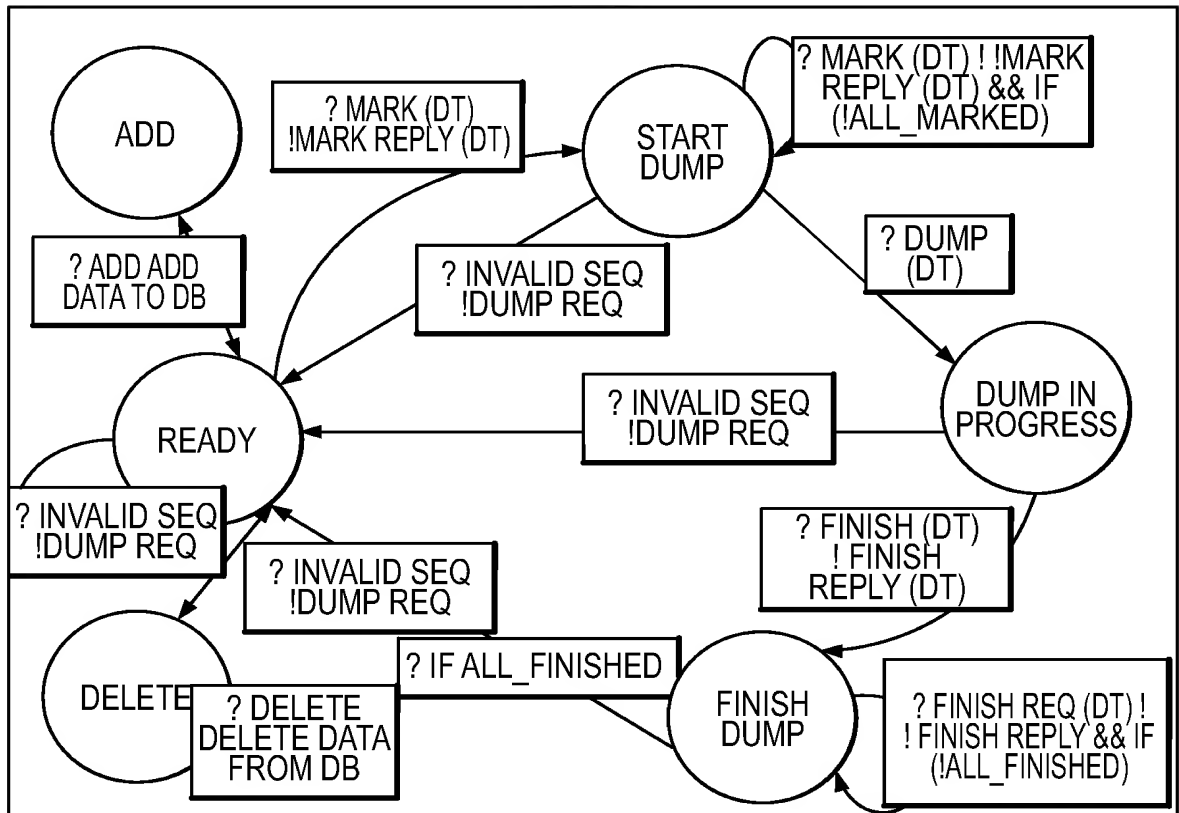 ADD
? MARK (DT)
!MARK REPLY (DT)
START
DUMP
? MARK (DT) ! !MARK
REPLY (DT) && IF
(!ALL_MARKED)
? ADD ADD
DATA TO DB
? INVALID SEQ
!DUMP REQ
? DUMP
(DT)
READY
? INVALID SEQ
!DUMP REQ
DUMP IN
PROGRESS
? INVALID SEQ
!DUMP REQ
? INVALID SEQ
!DUMP REQ
? FINISH (DT)
! FINISH
REPLY (DT)
DELETE
? DELETE
DELETE DATA
FROM DB
? IF ALL_FINISHED
FINISH
DUMP
? FINISH REQ (DT) !
! FINISH REPLY && IF
(!ALL_FINISHED)